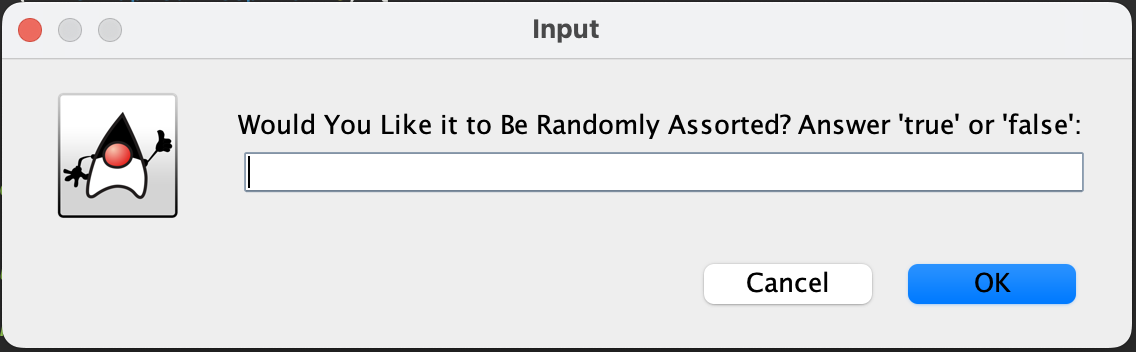 Input
Would You Like it to Be Randomly Assorted? Answer 'true' or 'false':
Cancel
OK